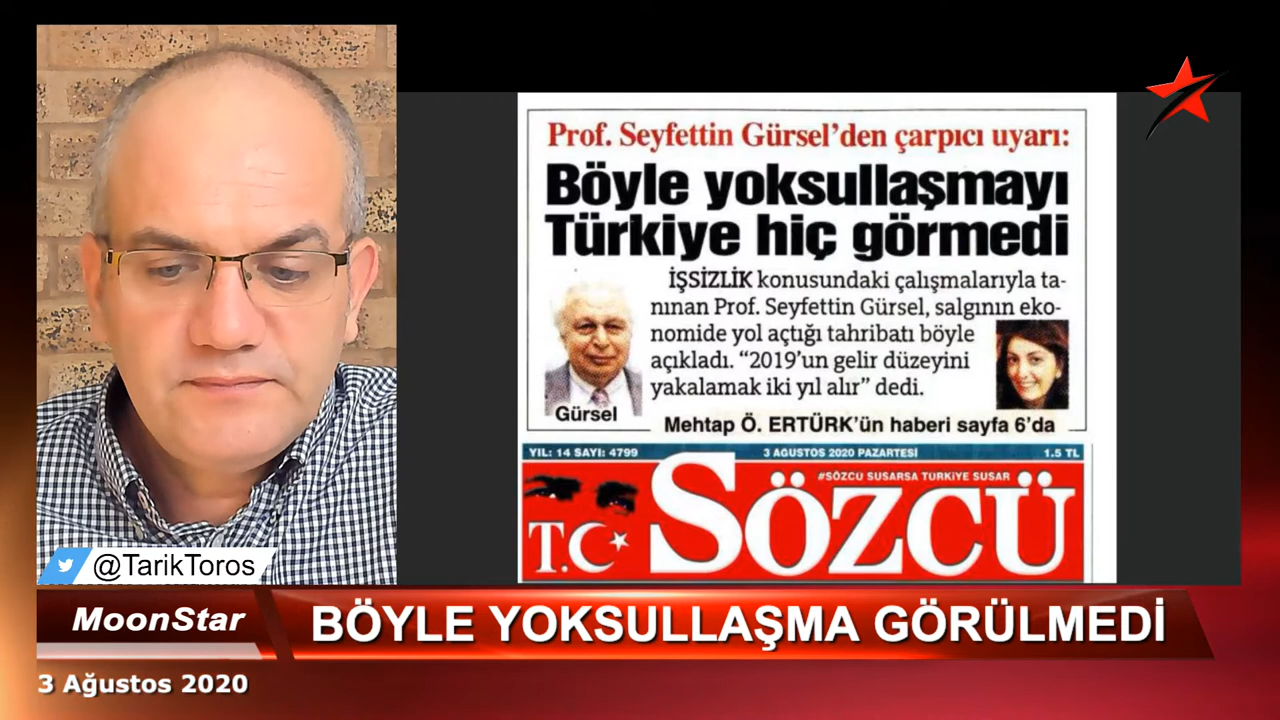 Prof. Seyfettin Gürsel'den çarpıcı uyarı:
Böyle yoksullaşmayı
Türkiye hiç görmedi
İŞSİZLİK konusundaki çalışmalarıyla ta-
nınan Prof. Seyfettin Gürsel, salgının eko-
nomide yol açtığı tahribatı böyle
açıkladı. “2019’un gelir düzeyini
yakalamak iki yıl alır” dedi.
Gürsel
Mehtap Ö. ERTÜRK’ün haberi sayfa 6’da
YIL: 14 SAYI: 4799 3 AĞUSTOS 2020 PAZARTESİ 1.5 TL
#SÖZCÜ SUSARSA TÜRKİYE SUSAR
T.C SÖZCÜ
@TarikToros
MoonStar
BÖYLE YOKSULLAŞMA GÖRÜLMEDİ
3 Ağustos 2020